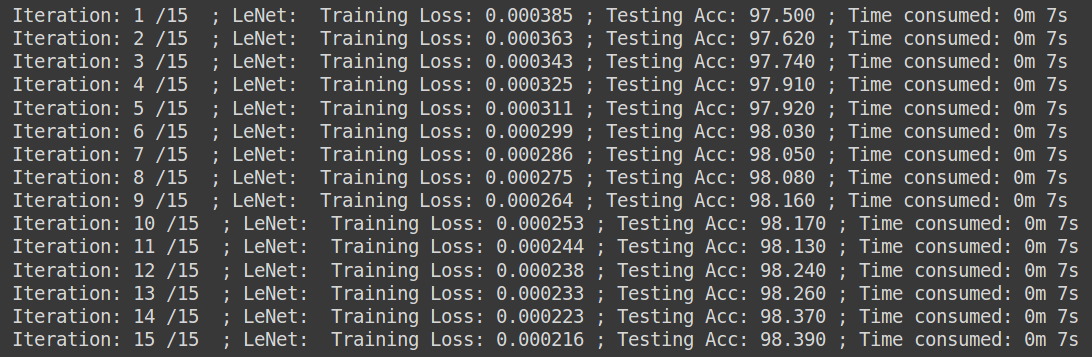 Iteration: 1 /15  ; LeNet:  Training Loss: 0.000385 ; Testing Acc: 97.500 ; Time consumed: 0m 7s
Iteration: 2 /15  ; LeNet:  Training Loss: 0.000363 ; Testing Acc: 97.620 ; Time consumed: 0m 7s
Iteration: 3 /15  ; LeNet:  Training Loss: 0.000343 ; Testing Acc: 97.740 ; Time consumed: 0m 7s
Iteration: 4 /15  ; LeNet:  Training Loss: 0.000325 ; Testing Acc: 97.910 ; Time consumed: 0m 7s
Iteration: 5 /15  ; LeNet:  Training Loss: 0.000311 ; Testing Acc: 97.920 ; Time consumed: 0m 7s
Iteration: 6 /15  ; LeNet:  Training Loss: 0.000299 ; Testing Acc: 98.030 ; Time consumed: 0m 7s
Iteration: 7 /15  ; LeNet:  Training Loss: 0.000286 ; Testing Acc: 98.050 ; Time consumed: 0m 7s
Iteration: 8 /15  ; LeNet:  Training Loss: 0.000275 ; Testing Acc: 98.080 ; Time consumed: 0m 7s
Iteration: 9 /15  ; LeNet:  Training Loss: 0.000264 ; Testing Acc: 98.160 ; Time consumed: 0m 7s
Iteration: 10 /15  ; LeNet:  Training Loss: 0.000253 ; Testing Acc: 98.170 ; Time consumed: 0m 7s
Iteration: 11 /15  ; LeNet:  Training Loss: 0.000244 ; Testing Acc: 98.130 ; Time consumed: 0m 7s
Iteration: 12 /15  ; LeNet:  Training Loss: 0.000238 ; Testing Acc: 98.240 ; Time consumed: 0m 7s
Iteration: 13 /15  ; LeNet:  Training Loss: 0.000233 ; Testing Acc: 98.260 ; Time consumed: 0m 7s
Iteration: 14 /15  ; LeNet:  Training Loss: 0.000223 ; Testing Acc: 98.370 ; Time consumed: 0m 7s
Iteration: 15 /15  ; LeNet:  Training Loss: 0.000216 ; Testing Acc: 98.390 ; Time consumed: 0m 7s